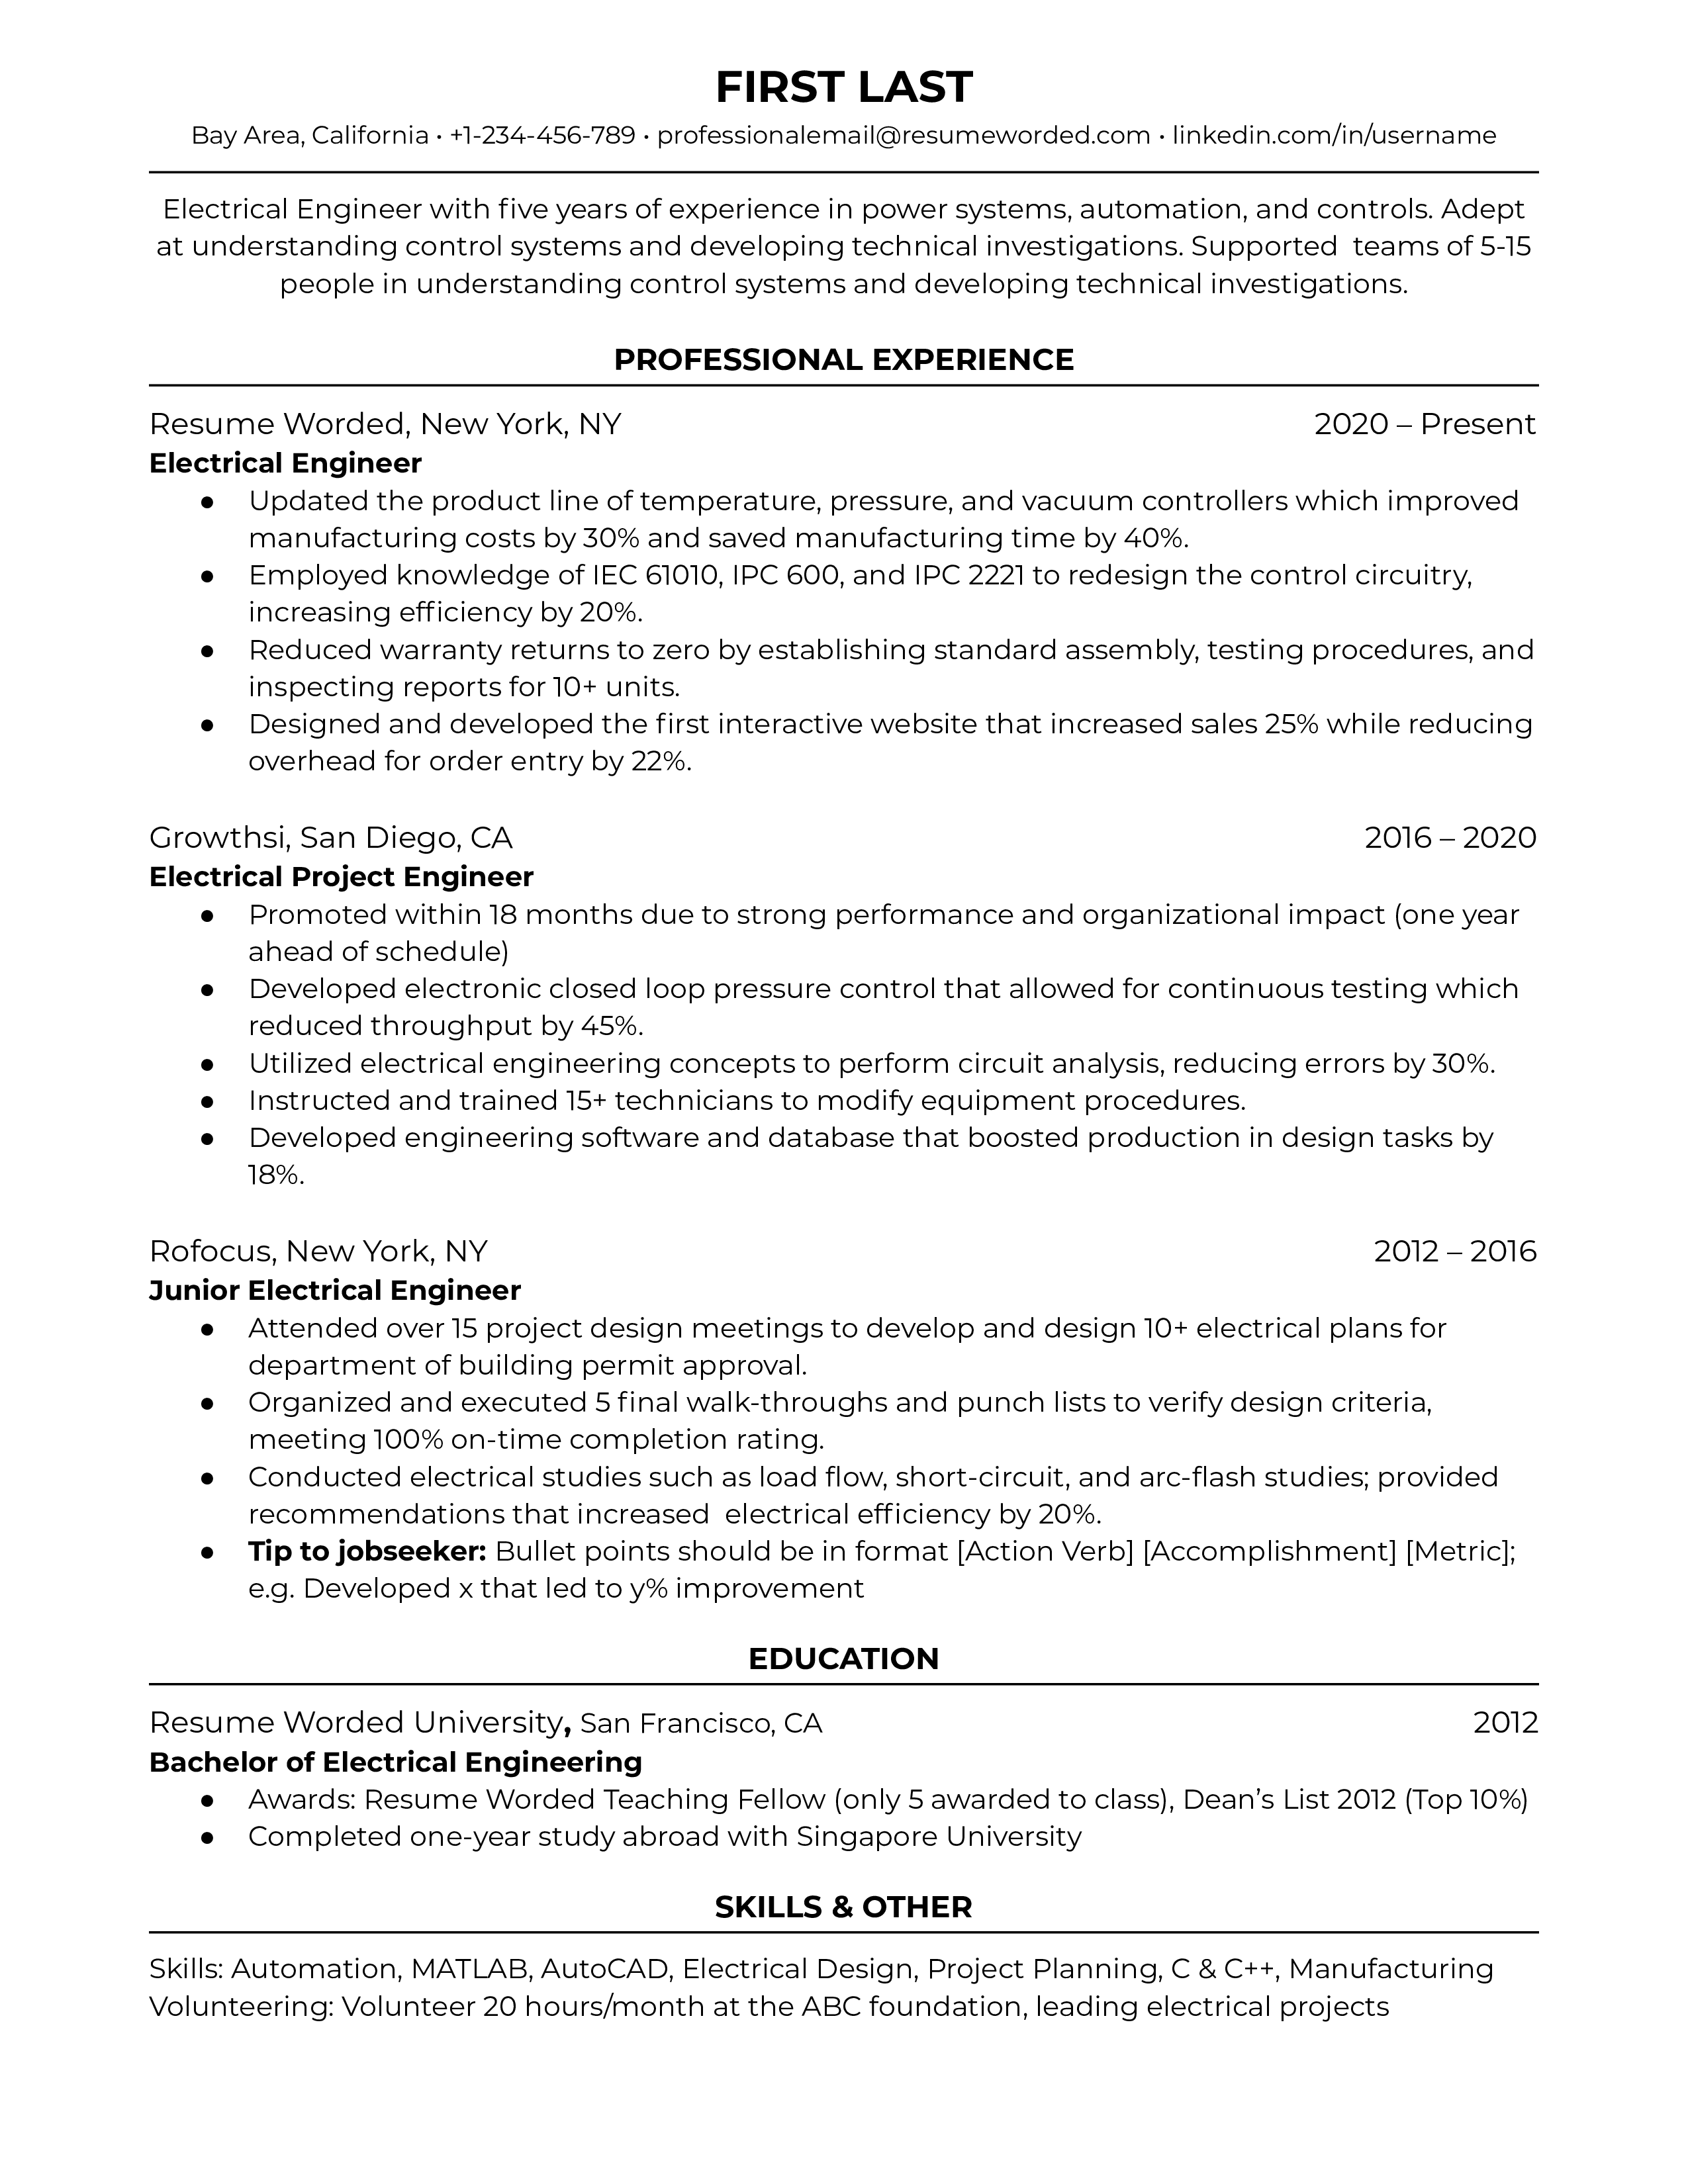 FIRST LAST
Bay Area, California • +1-234-456-789 • professionalemail@resumeworded.com • linkedin.com/in/username
Electrical Engineer with five years of experience in power systems, automation, and controls. Adept
at understanding control systems and developing technical investigations. Supported  teams of 5-15
people in understanding control systems and developing technical investigations.
PROFESSIONAL EXPERIENCE
Resume Worded, New York, NY 2020 – Present
Electrical Engineer
● Updated the product line of temperature, pressure, and vacuum controllers which improved
manufacturing costs by 30% and saved manufacturing time by 40%.
● Employed knowledge of IEC 61010, IPC 600, and IPC 2221 to redesign the control circuitry,
increasing efficiency by 20%.
● Reduced warranty returns to zero by establishing standard assembly, testing procedures, and
inspecting reports for 10+ units.
● Designed and developed the first interactive website that increased sales 25% while reducing
overhead for order entry by 22%.
Growthsi, San Diego, CA 2016 – 2020
Electrical Project Engineer
● Promoted within 18 months due to strong performance and organizational impact (one year
ahead of schedule)
● Developed electronic closed loop pressure control that allowed for continuous testing which
reduced throughput by 45%.
● Utilized electrical engineering concepts to perform circuit analysis, reducing errors by 30%.
● Instructed and trained 15+ technicians to modify equipment procedures.
● Developed engineering software and database that boosted production in design tasks by
18%.
Rofocus, New York, NY 2012 – 2016
Junior Electrical Engineer
● Attended over 15 project design meetings to develop and design 10+ electrical plans for
department of building permit approval.
● Organized and executed 5 final walk-throughs and punch lists to verify design criteria,
meeting 100% on-time completion rating.
● Conducted electrical studies such as load flow, short-circuit, and arc-flash studies; provided
recommendations that increased  electrical efficiency by 20%.
● Tip to jobseeker: Bullet points should be in format [Action Verb] [Accomplishment] [Metric];
e.g. Developed x that led to y% improvement
EDUCATION
Resume Worded University, San Francisco, CA 2012
Bachelor of Electrical Engineering
● Awards: Resume Worded Teaching Fellow (only 5 awarded to class), Dean’s List 2012 (Top 10%)
● Completed one-year study abroad with Singapore University
SKILLS & OTHER
Skills: Automation, MATLAB, AutoCAD, Electrical Design, Project Planning, C & C++, Manufacturing
Volunteering: Volunteer 20 hours/month at the ABC foundation, leading electrical projects